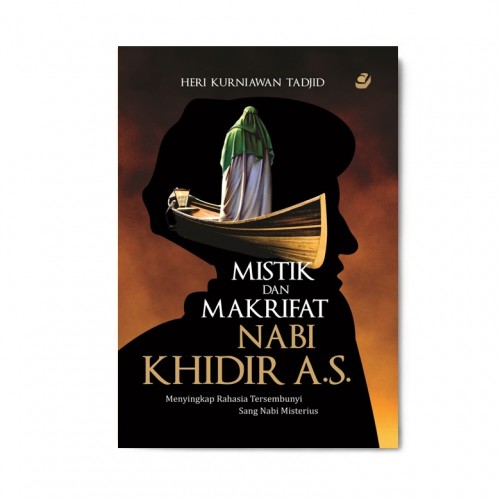 HERI KURNIAWAN TADJID
MISTIK
DAN
MAKRIFAT
NABI
KHIDIR A.S.
Menyingkap Rahasia Tersembunyi
Sang Nabi Misterius